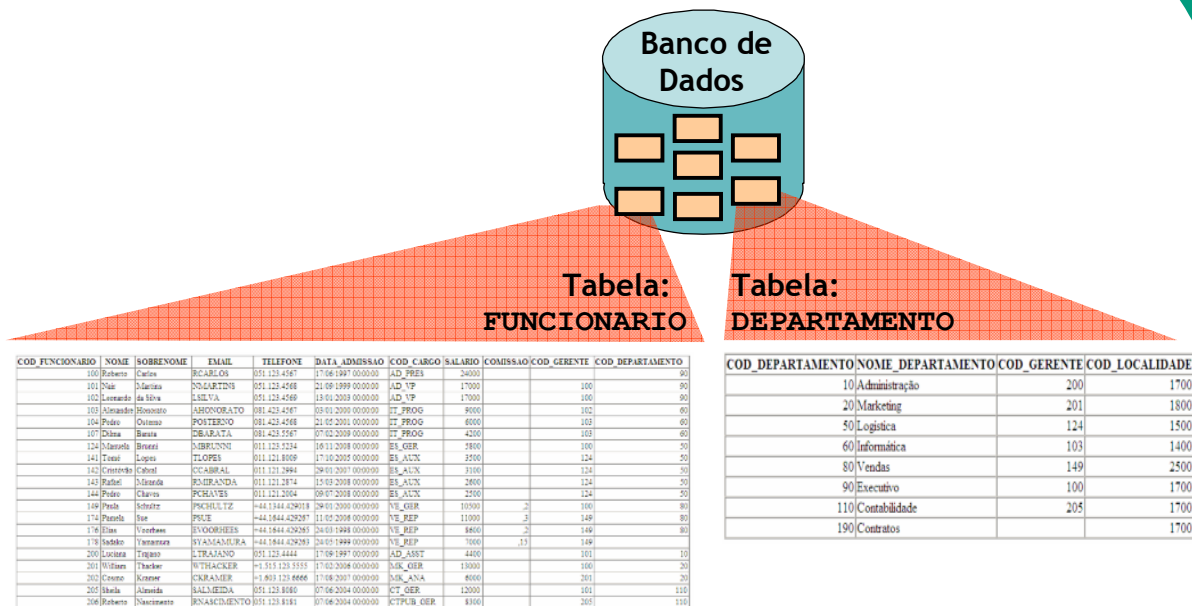 Banco de
Dados
Tabela:
FUNCIONARIO
Tabela:
DEPARTAMENTO
COD_FUNCIONARIO NOME SOBRENOME EMAIL TELEFONE DATA_ADMISSAO COD_CARGO SALARIO COMISSAO COD_GERENTE COD_DEPARTAMENTO
100 Roberto Carlos RCARLOS 051.123.4567 17/06/1997 00:00:00 AD_PRES 24000 90
101 Nair Martins NMARTINS 051.123.4568 21/09/1999 00:00:00 AD_VP 17000 100 90
102 Leonardo da Silva LSILVA 051.123.4569 13/01/2003 00:00:00 AD_VP 17000 100 90
103 Alexandre Honorato AHONORATO 081.423.4567 03/01/2000 00:00:00 IT_PROG 9000 102 60
104 Pedro Osterno POSTERNO 081.423.4568 21/05/2001 00:00:00 IT_PROG 6000 103 60
107 Dilma Barata DBARATA 081.423.5567 07/02/2009 00:00:00 IT_PROG 4200 103 60
124 Manuela Brunni MBRUNNI 011.123.5234 16/11/2008 00:00:00 ES_GER 5800 100 50
141 Tomé Lopes TLOPES 011.121.8009 17/10/2005 00:00:00 ES_AUX 3500 124 50
142 Cristóvão Cabral CCABRAL 011.121.2994 29/01/2007 00:00:00 ES_AUX 3100 124 50
143 Rafael Miranda RMIRANDA 011.121.2874 15/03/2008 00:00:00 ES_AUX 2600 124 50
144 Pedro Chaves PCHAVES 011.121.2004 09/07/2008 00:00:00 ES_AUX 2500 124 50
149 Paula Schultz PSCHULTZ +44.1344.429018 29/01/2000 00:00:00 VE_GER 10500 ,2 100 80
174 Pamela Sue PSUE +44.1644.429267 11/05/2006 00:00:00 VE_REP 11000 ,3 149 80
176 Elias Voorhees EVOORHEES +44.1644.429265 24/03/1998 00:00:00 VE_REP 8600 ,2 149 80
178 Sadako Yamamura SYAMAMURA +44.1644.429263 24/05/1999 00:00:00 VE_REP 7000 ,15 149
200 Luciana Trajano LTRAJANO 051.123.4444 17/09/1997 00:00:00 AD_ASST 4400 101 10
201 William Thacker WTHACKER +1.515.123.5555 17/02/2006 00:00:00 MK_GER 13000 100 20
202 Cosmo Kramer CKRAMER +1.603.123.6666 17/08/2007 00:00:00 MK_ANA 6000 201 20
205 Sheila Almeida SALMEIDA 051.123.8080 07/06/2004 00:00:00 CT_GER 12000 101 110
206 Roberto Nascimento RNASCIMENTO 051.123.8181 07/06/2004 00:00:00 CTPUB_GER 8300 205 110
COD_DEPARTAMENTO NOME_DEPARTAMENTO COD_GERENTE COD_LOCALIDADE
10 Administração 200 1700
20 Marketing 201 1800
50 Logística 124 1500
60 Informática 103 1400
80 Vendas 149 2500
90 Executivo 100 1700
110 Contabilidade 205 1700
190 Contratos 1700